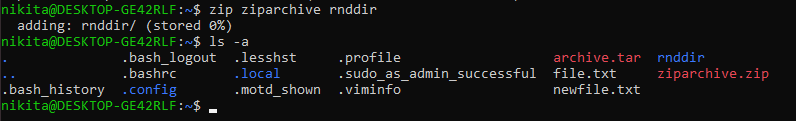 nikita@DESKTOP-GE42RLF:~$ zip ziparchive rnddir
  adding: rnddir/ (stored 0%)
nikita@DESKTOP-GE42RLF:~$ ls -a
.              .bash_logout  .lesshst     .profile                    archive.tar  rnddir
..             .bashrc       .local       .sudo_as_admin_successful   file.txt     ziparchive.zip
.bash_history  .config       .motd_shown  .viminfo                    newfile.txt
nikita@DESKTOP-GE42RLF:~$